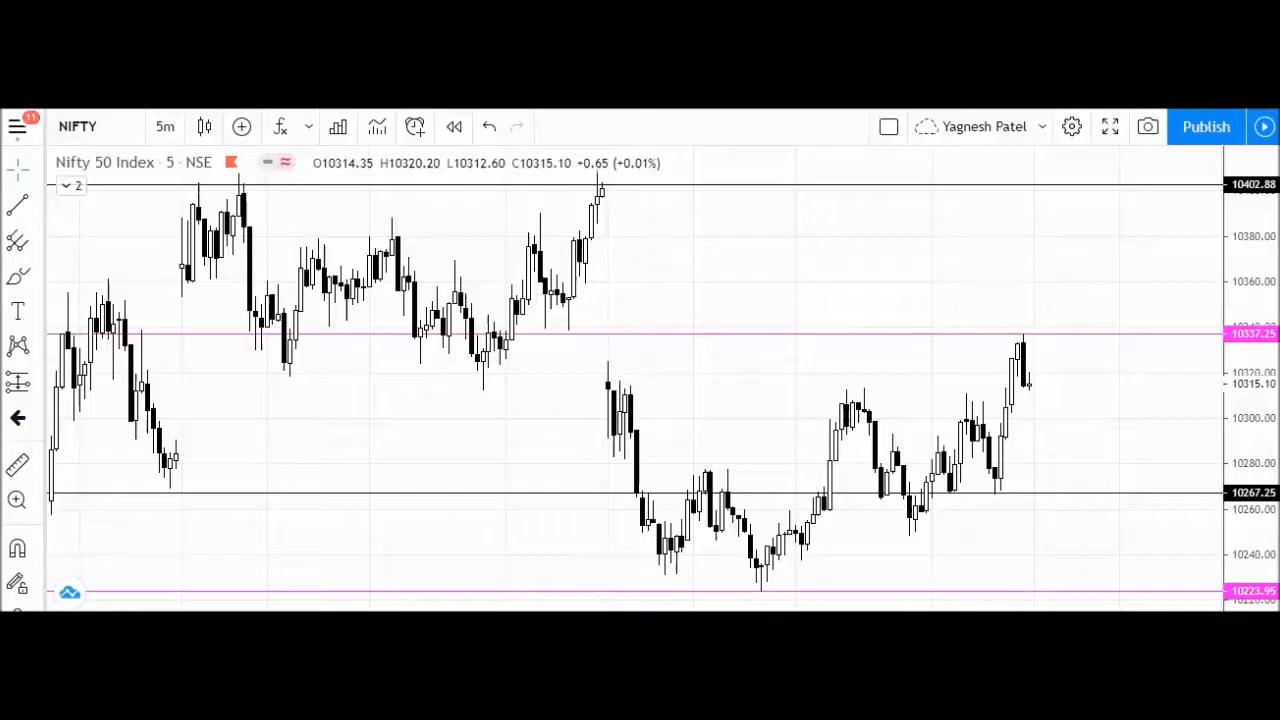 11
NIFTY
5m
Yagnesh Patel
Publish
Nifty 50 Index · 5 · NSE
O10314.35 H10320.20 L10312.60 C10315.10 +0.65 (+0.01%)
2
10402.88
10380.00
10360.00
10337.25
10320.00
10315.10
10300.00
10280.00
10267.25
10260.00
10240.00
10223.95